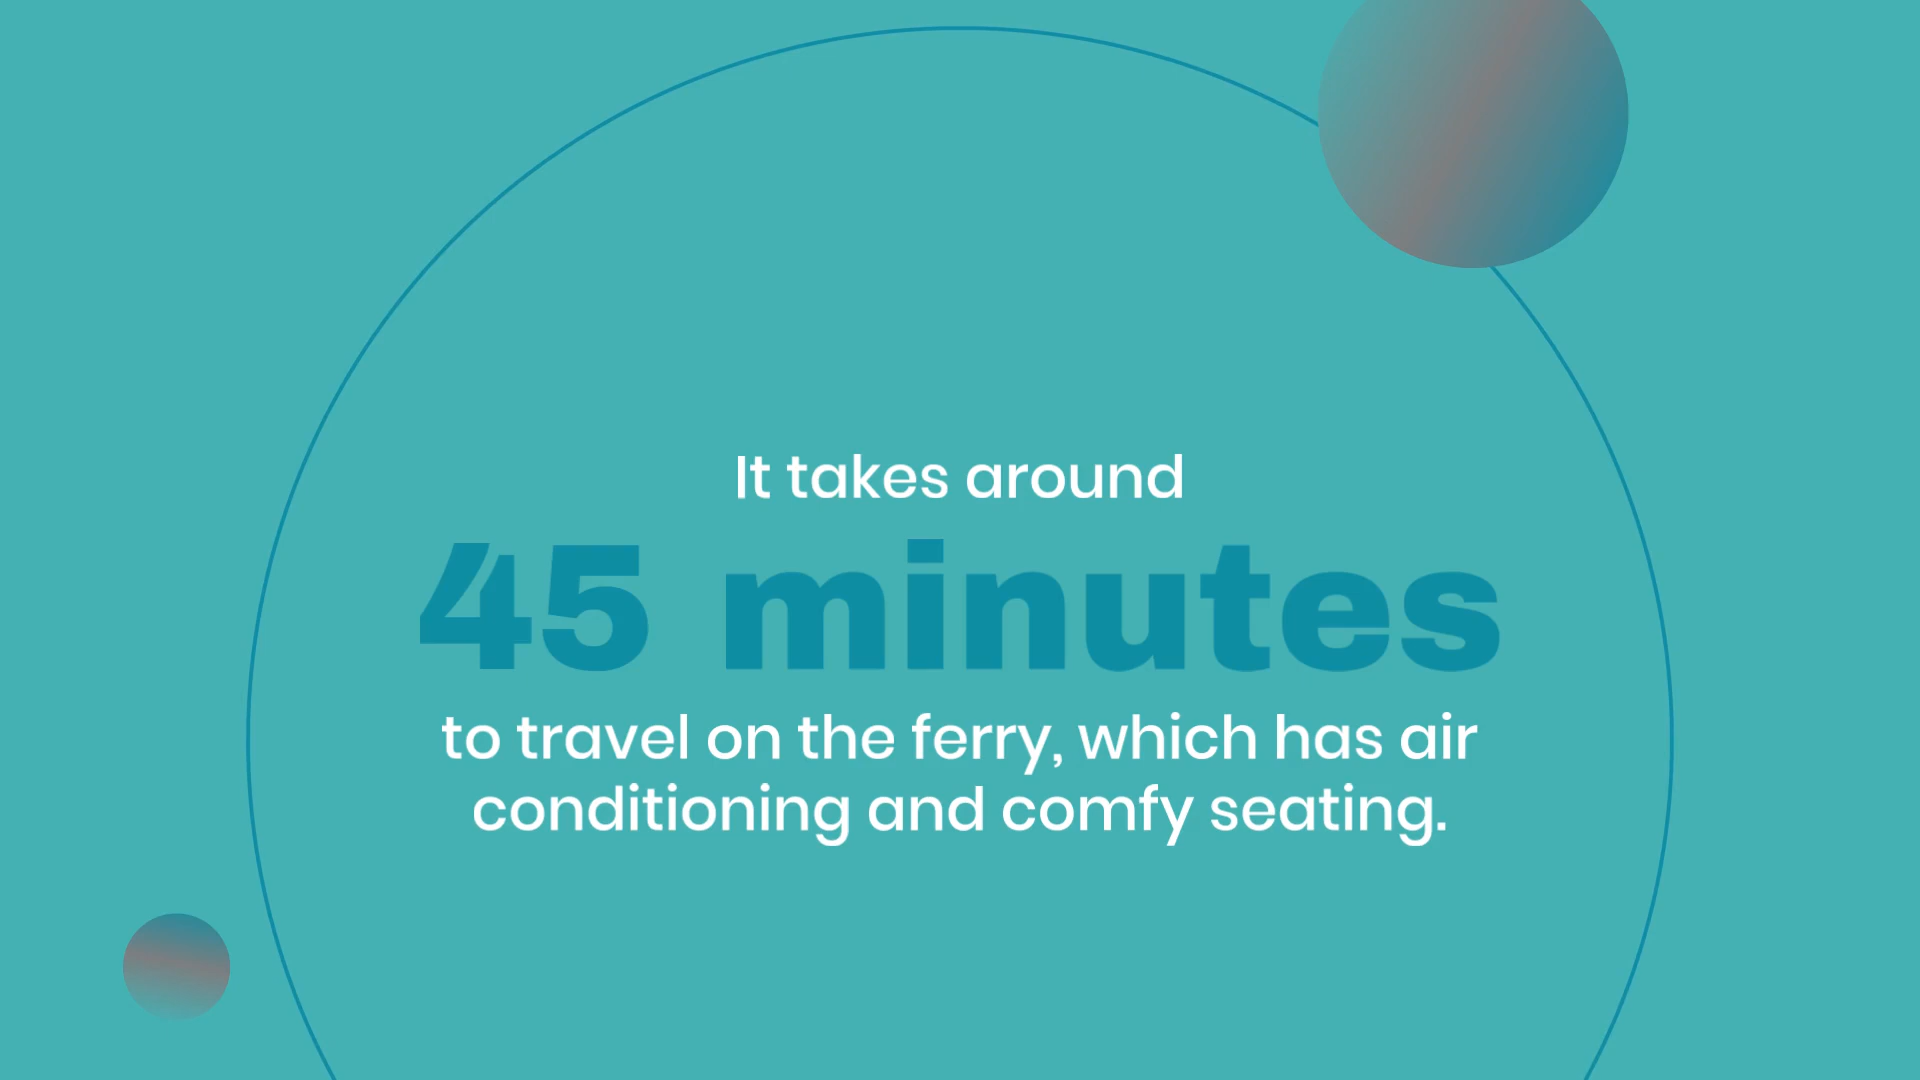 It takes around
45 minutes
to travel on the ferry, which has air
conditioning and comfy seating.